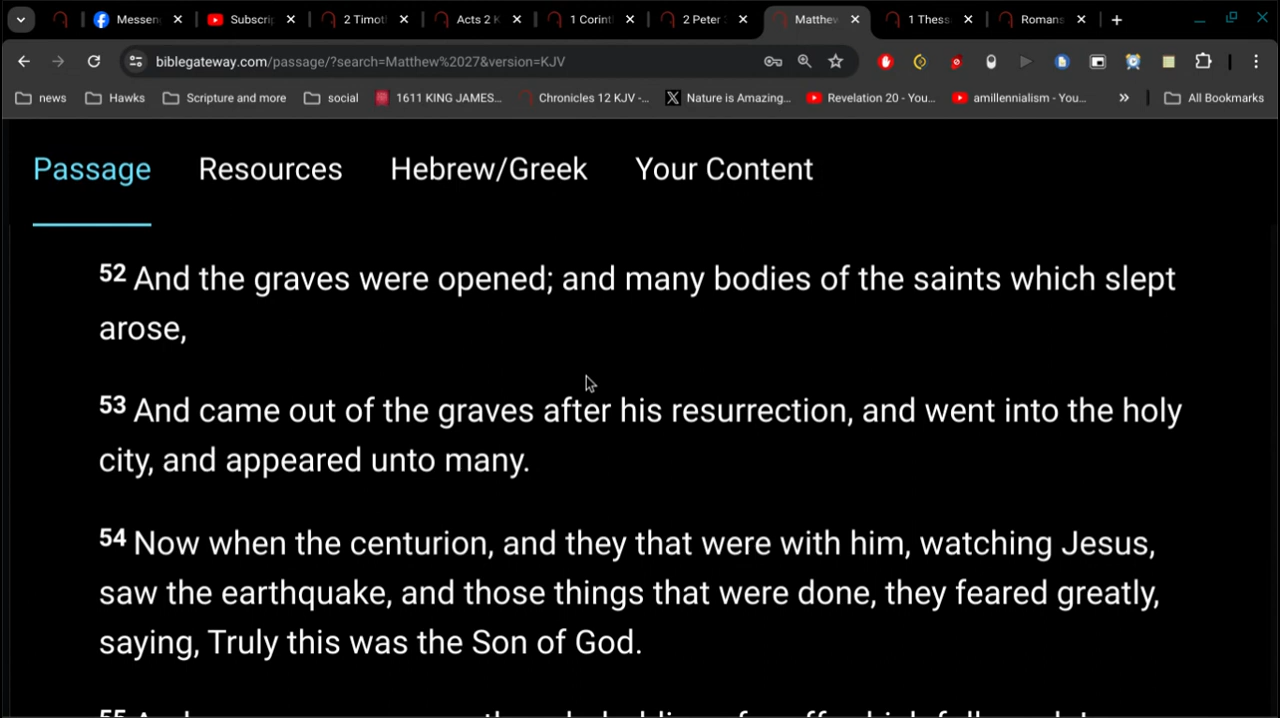 Messen
Subscrip
2 Timot
Acts 2 K
1 Corint
2 Peter
Matthew
1 Thess
Romans
biblegateway.com/passage/?search=Matthew%2027&version=KJV
news
Hawks
Scripture and more
social
1611 KING JAMES...
Chronicles 12 KJV -...
Nature is Amazing...
Revelation 20 - You...
amillennialism - You...
All Bookmarks
Passage
Resources
Hebrew/Greek
Your Content
52 And the graves were opened; and many bodies of the saints which slept
arose,
53 And came out of the graves after his resurrection, and went into the holy
city, and appeared unto many.
54 Now when the centurion, and they that were with him, watching Jesus,
saw the earthquake, and those things that were done, they feared greatly,
saying, Truly this was the Son of God.